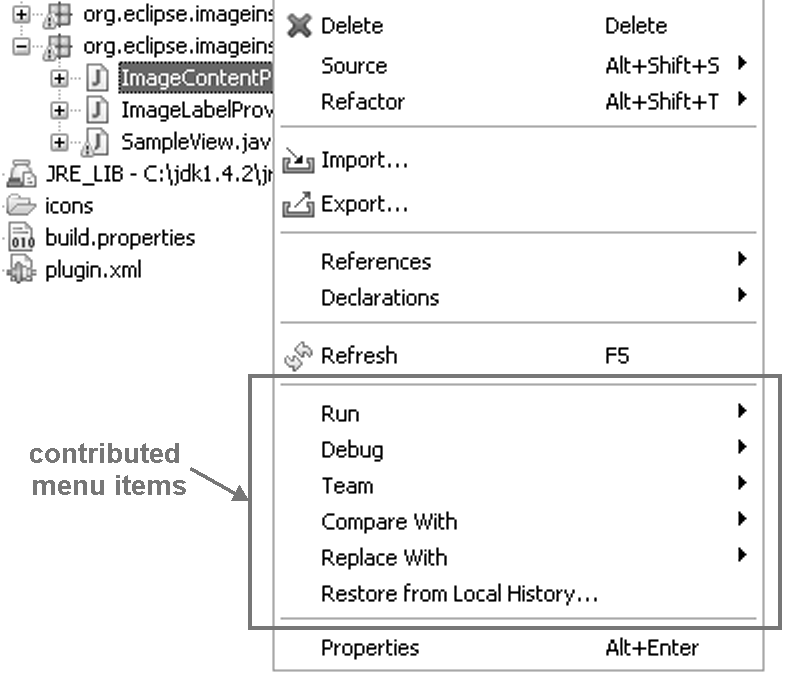 org.eclipse.imageins
org.eclipse.imageins
ImageContentP
ImageLabelProv
SampleView.jav
JRE_LIB - C:\jdk1.4.2\jr
icons
build.properties
plugin.xml
Delete Delete
Source Alt+Shift+S
Refactor Alt+Shift+T
Import...
Export...
References
Declarations
Refresh F5
contributed
menu items
Run
Debug
Team
Compare With
Replace With
Restore from Local History...
Properties Alt+Enter